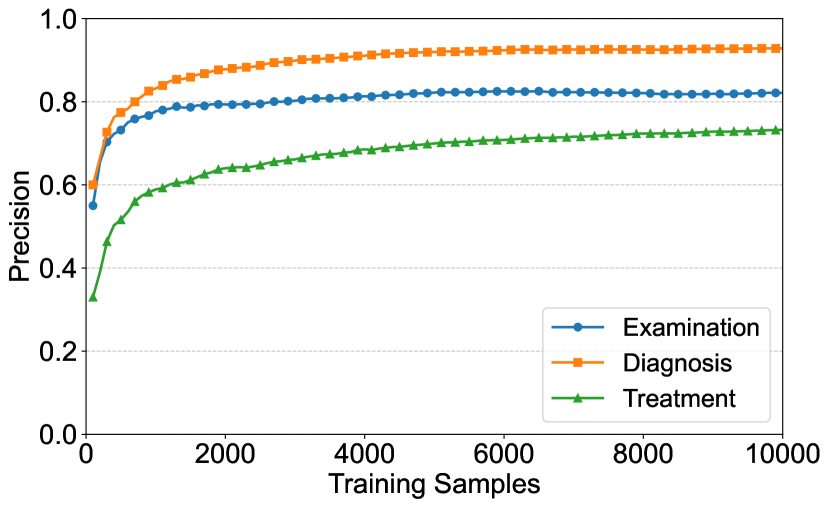 1.0
0.8
0.6
0.4
0.2
0.0
Precision
0 2000 4000 6000 8000 10000
Training Samples
Examination
Diagnosis
Treatment